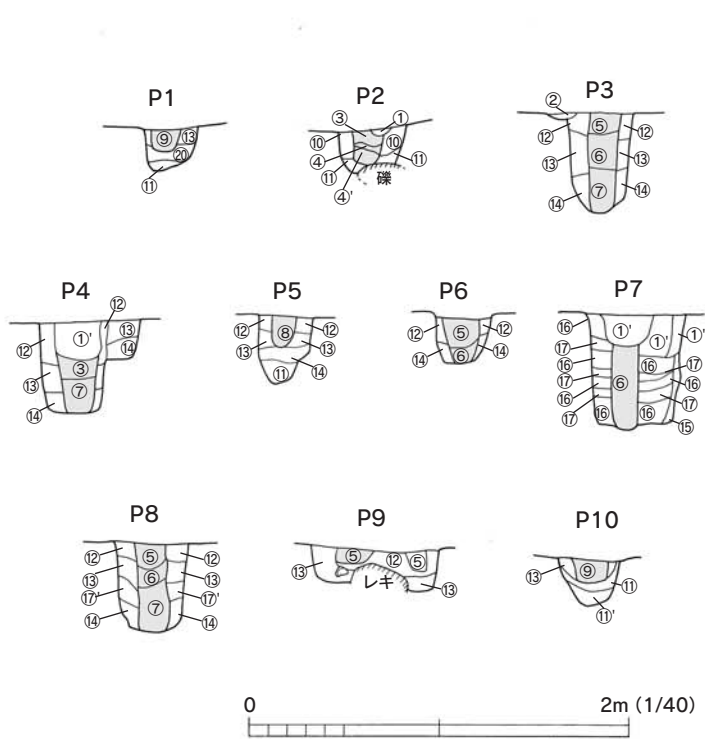 P1
⑨ ⑬
⑳
⑪
P2
③ ①
⑩ ⑩
④ ⑪
⑪ 礫
④'
P3
②
⑤
⑫ ⑫
⑥
⑬ ⑬
⑦
⑭ ⑭
P4
⑫
①' ⑬
⑫ ⑭
③
⑬ ⑦
⑭
P5
⑫ ⑧ ⑫
⑬ ⑬
⑭
⑪
P6
⑫ ⑤ ⑫
⑭ ⑥ ⑭
P7
⑯ ①' ①' ①'
⑰
⑯ ⑯ ⑰
⑰ ⑥ ⑯
⑯ ⑰
⑰ ⑯ ⑯ ⑮
P8
⑫ ⑤ ⑫
⑬ ⑥ ⑬
⑰' ⑦ ⑰'
⑭ ⑭
P9
⑤ ⑫ ⑤
⑬ レキ ⑬
P10
⑬ ⑨ ⑪
⑪'
0 2m (1/40)